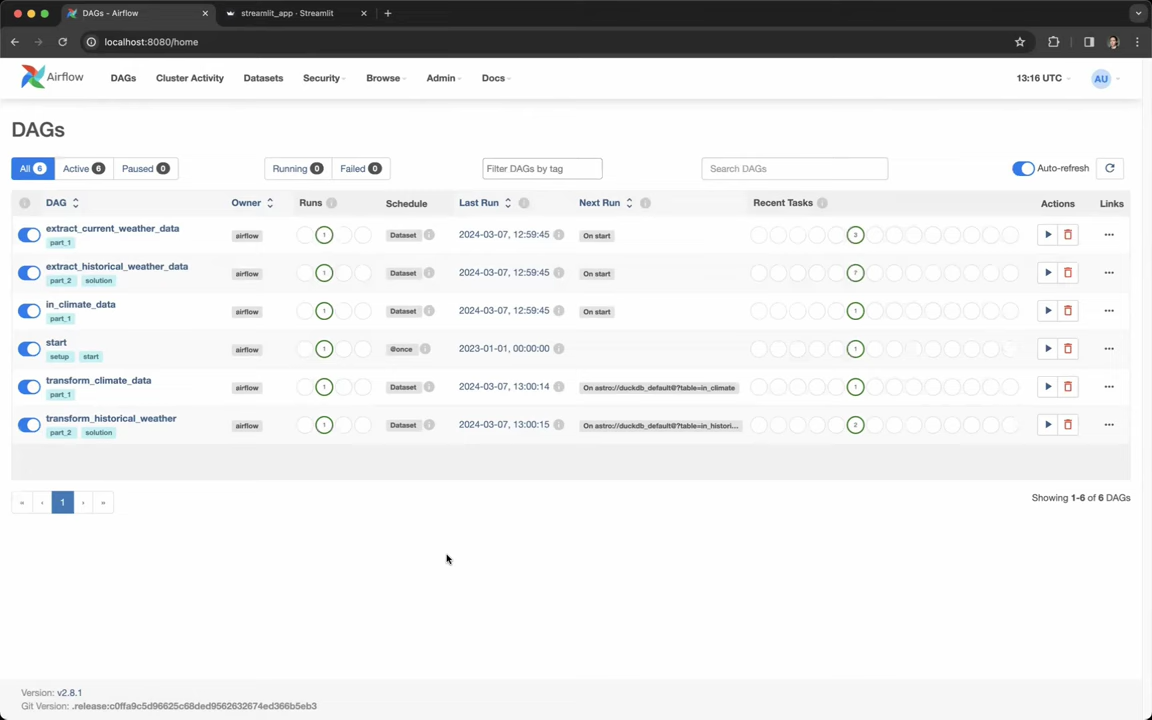 DAGs - Airflow
streamlit_app · Streamlit
localhost:8080/home
Airflow DAGs Cluster Activity Datasets Security Browse Admin Docs 13:16 UTC AU
DAGs
All 6 Active 6 Paused 0 Running 0 Failed 0 Filter DAGs by tag Search DAGs Auto-refresh
DAG Owner Runs Schedule Last Run Next Run Recent Tasks Actions Links
extract_current_weather_data airflow 1 Dataset 2024-03-07, 12:59:45 On start 3
part_1
extract_historical_weather_data airflow 1 Dataset 2024-03-07, 12:59:45 On start 7
part_2 solution
in_climate_data airflow 1 Dataset 2024-03-07, 12:59:45 On start 1
part_1
start airflow 1 @once 2023-01-01, 00:00:00 1
setup start
transform_climate_data airflow 1 Dataset 2024-03-07, 13:00:14 On astro://duckdb_default@?table=in_climate 1
part_1
transform_historical_weather airflow 1 Dataset 2024-03-07, 13:00:15 On astro://duckdb_default@?table=in_histori... 2
part_2 solution
« ‹ 1 › » Showing 1-6 of 6 DAGs
Version: v2.8.1
Git Version: .release:c0ffa9c5d96625c68ded9562632674ed366b5eb3